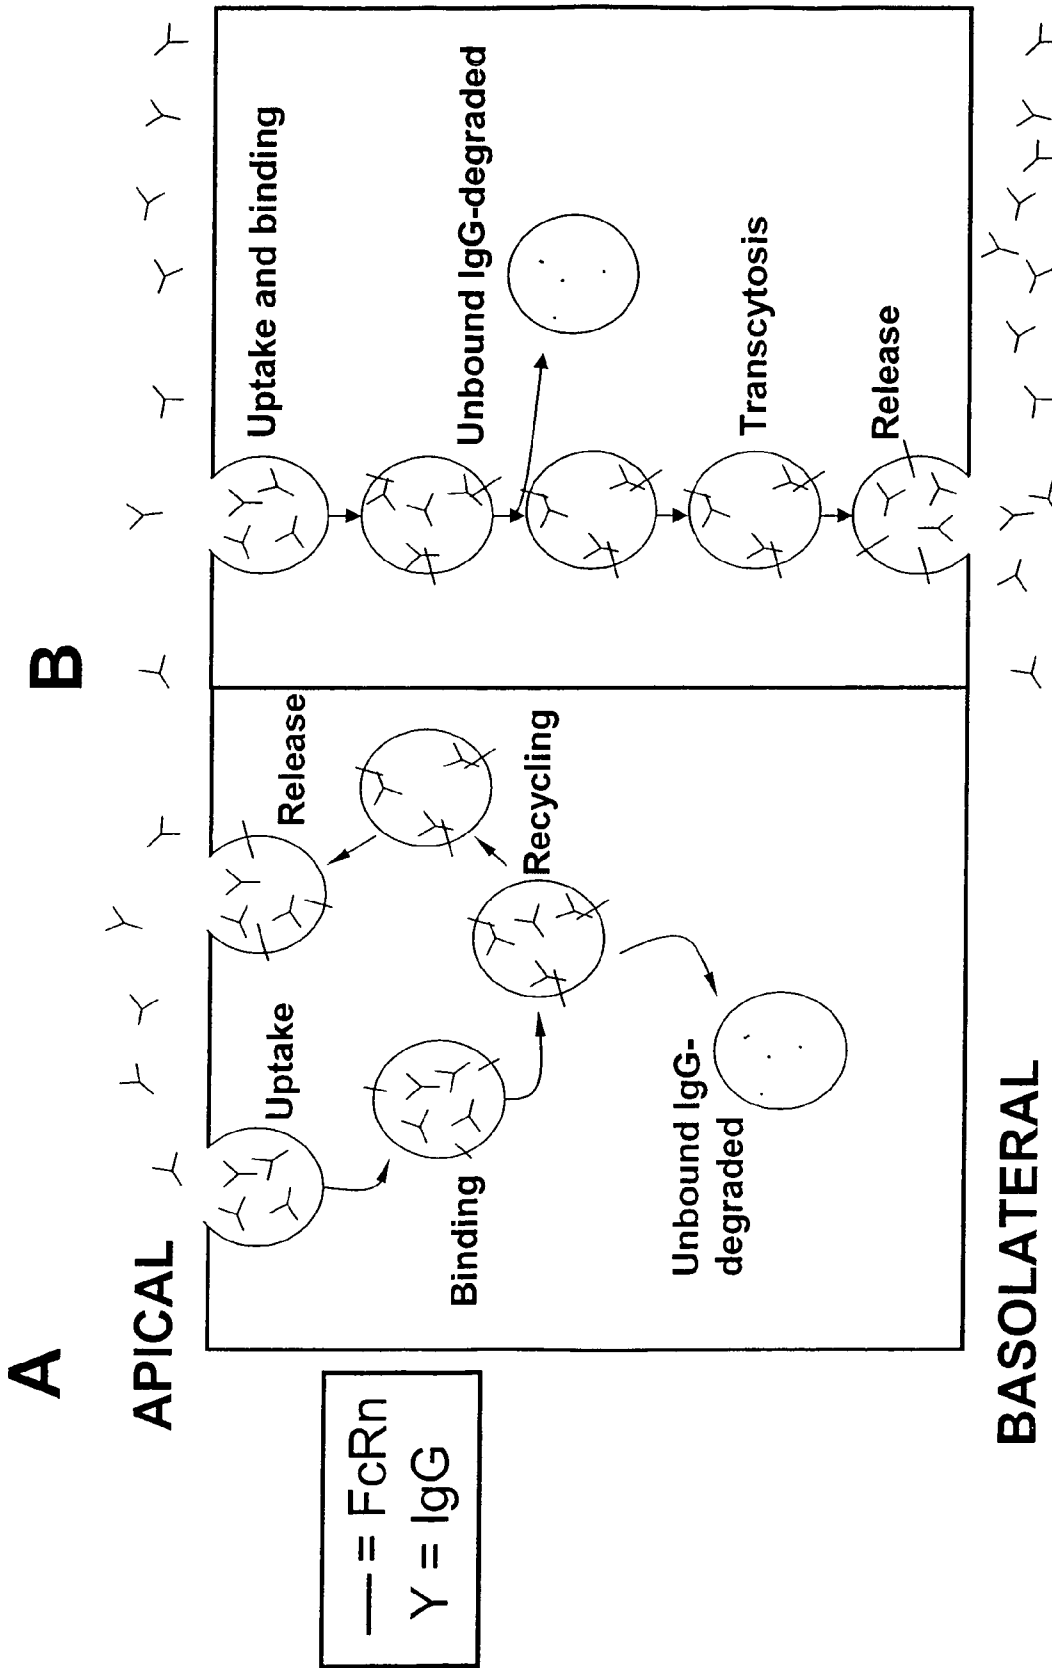 A
B
APICAL
— = FcRn
Y = IgG
Uptake
Release
Binding
Recycling
Unbound IgG-
degraded
Uptake and binding
Unbound IgG-degraded
Transcytosis
Release
BASOLATERAL